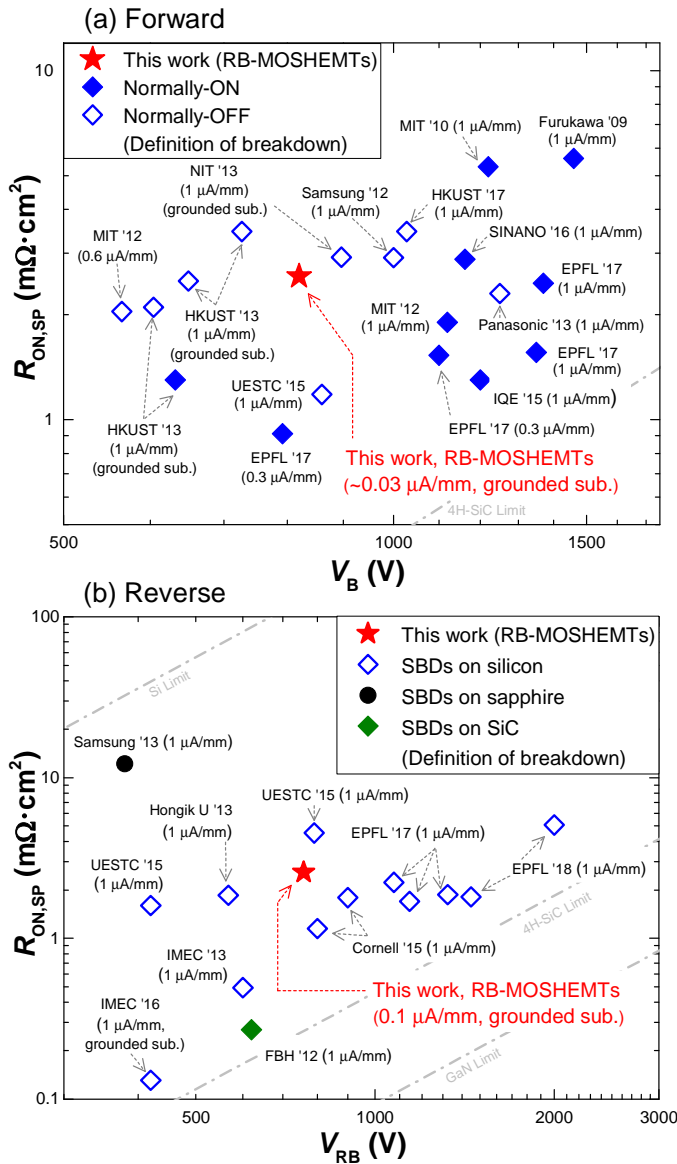 (a) Forward
10
1
R_ON,SP (mΩ·cm²)
This work (RB-MOSHEMTs)
Normally-ON
Normally-OFF
(Definition of breakdown)
NIT '13
(1 μA/mm)
(grounded sub.)
MIT '12
(0.6 μA/mm)
HKUST '13
(1 μA/mm)
(grounded sub.)
HKUST '13
(1 μA/mm)
(grounded sub.)
Samsung '12
(1 μA/mm)
HKUST '17
(1 μA/mm)
MIT '10 (1 μA/mm)
Furukawa '09
(1 μA/mm)
SINANO '16 (1 μA/mm)
EPFL '17
(1 μA/mm)
MIT '12
(1 μA/mm)
Panasonic '13 (1 μA/mm)
EPFL '17
(1 μA/mm)
IQE '15 (1 μA/mm)
EPFL '17 (0.3 μA/mm)
UESTC '15
(1 μA/mm)
EPFL '17
(0.3 μA/mm)
This work, RB-MOSHEMTs
(~0.03 μA/mm, grounded sub.)
4H-SiC Limit
500
1000
1500
V_B (V)
(b) Reverse
100
10
1
0.1
R_ON,SP (mΩ·cm²)
Si Limit
This work (RB-MOSHEMTs)
SBDs on silicon
SBDs on sapphire
SBDs on SiC
(Definition of breakdown)
Samsung '13 (1 μA/mm)
Hongik U '13
(1 μA/mm)
UESTC '15 (1 μA/mm)
EPFL '17 (1 μA/mm)
UESTC '15
(1 μA/mm)
EPFL '18 (1 μA/mm)
Cornell '15 (1 μA/mm)
IMEC '13
(1 μA/mm)
IMEC '16
(1 μA/mm,
grounded sub.)
FBH '12 (1 μA/mm)
This work, RB-MOSHEMTs
(0.1 μA/mm, grounded sub.)
4H-SiC Limit
GaN Limit
500
1000
2000
3000
V_RB (V)